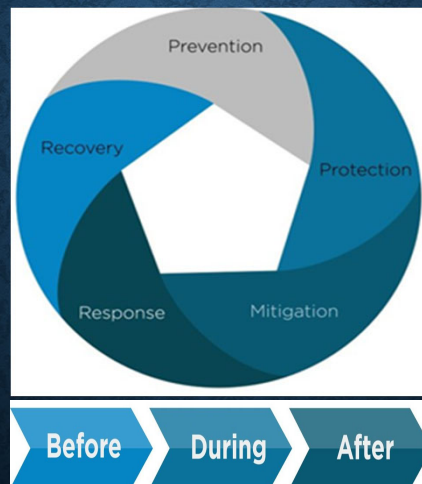 Prevention
Recovery
Protection
Response
Mitigation
Before During After